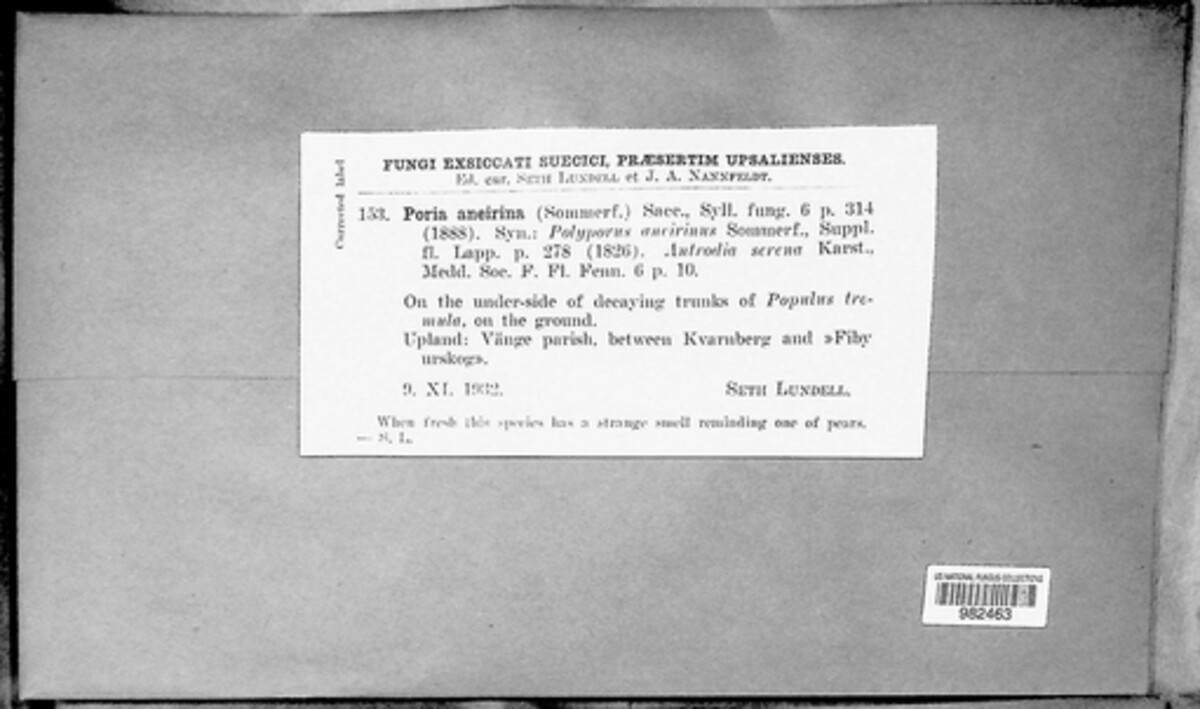 Corrected label
FUNGI EXSICCATI SUECICI, PRÆSERTIM UPSALIENSES.
Ed. cur. SETH LUNDELL et J. A. NANNFELDT.
153. Poria aneirina (Sommerf.) Sacc., Syll. fung. 6 p. 314
(1888). Syn.: Polyporus aneirinus Sommerf., Suppl.
fl. Lapp. p. 278 (1826). Antrodia serena Karst.,
Medd. Soc. F. Fl. Fenn. 6 p. 10.
On the under-side of decaying trunks of Populus tre-
mula, on the ground.
Upland: Vänge parish, between Kvarnberg and »Fiby
urskog».
9. XI. 1932. SETH LUNDELL.
When fresh this species has a strange smell reminding one of pears.
— S. L.
US NATIONAL FUNGUS COLLECTIONS
982463